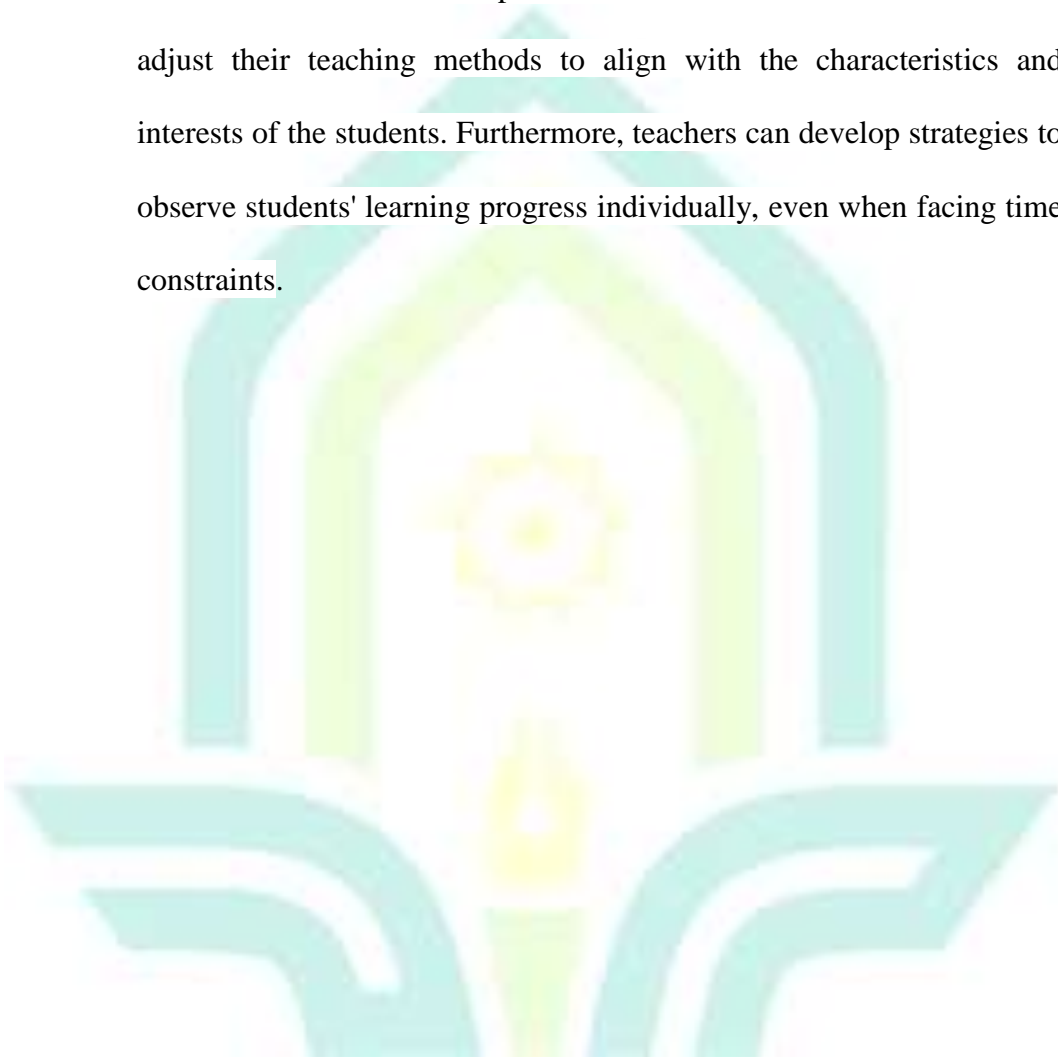 adjust their teaching methods to align with the characteristics and
interests of the students. Furthermore, teachers can develop strategies to
observe students' learning progress individually, even when facing time
constraints.